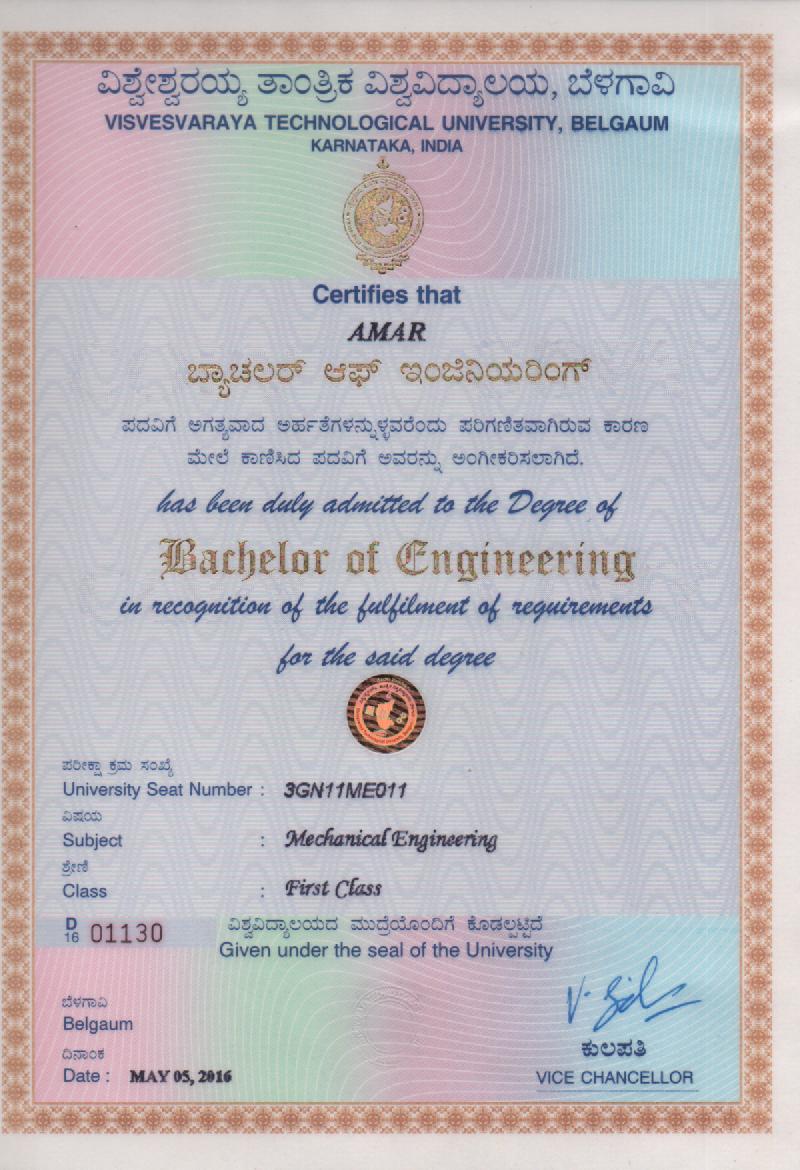 ವಿಶ್ವೇಶ್ವರಯ್ಯ ತಾಂತ್ರಿಕ ವಿಶ್ವವಿದ್ಯಾಲಯ, ಬೆಳಗಾವಿ
VISVESVARAYA TECHNOLOGICAL UNIVERSITY, BELGAUM
KARNATAKA, INDIA
Certifies that
AMAR
ಬ್ಯಾಚಲರ್ ಆಫ್ ಇಂಜಿನಿಯರಿಂಗ್
ಪದವಿಗೆ ಅಗತ್ಯವಾದ ಅರ್ಹತೆಗಳನ್ನುಳ್ಳವರೆಂದು ಪರಿಗಣಿತವಾಗಿರುವ ಕಾರಣ
ಮೇಲೆ ಕಾಣಿಸಿದ ಪದವಿಗೆ ಅವರನ್ನು ಅಂಗೀಕರಿಸಲಾಗಿದೆ.
has been duly admitted to the Degree of
Bachelor of Engineering
in recognition of the fulfilment of requirements
for the said degree
ಪರೀಕ್ಷಾ ಕ್ರಮ ಸಂಖ್ಯೆ
University Seat Number : 3GN11ME011
ವಿಷಯ
Subject : Mechanical Engineering
ಶ್ರೇಣಿ
Class : First Class
D 16 01130
ವಿಶ್ವವಿದ್ಯಾಲಯದ ಮುದ್ರೆಯೊಂದಿಗೆ ಕೊಡಲ್ಪಟ್ಟಿದೆ
Given under the seal of the University
ಬೆಳಗಾವಿ
Belgaum
ದಿನಾಂಕ
Date : MAY 05, 2016
ಕುಲಪತಿ
VICE CHANCELLOR